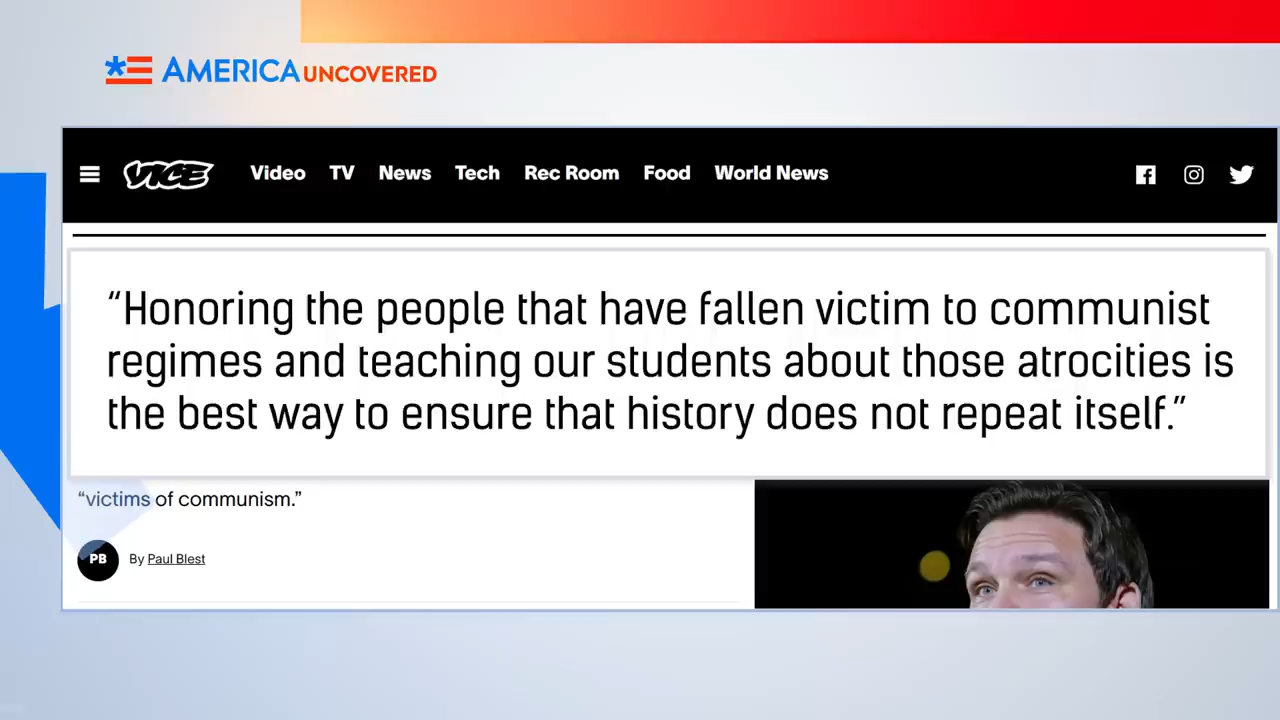 AMERICA UNCOVERED
VICE Video TV News Tech Rec Room Food World News
“Honoring the people that have fallen victim to communist
regimes and teaching our students about those atrocities is
the best way to ensure that history does not repeat itself.”
“victims of communism.”
PB By Paul Blest